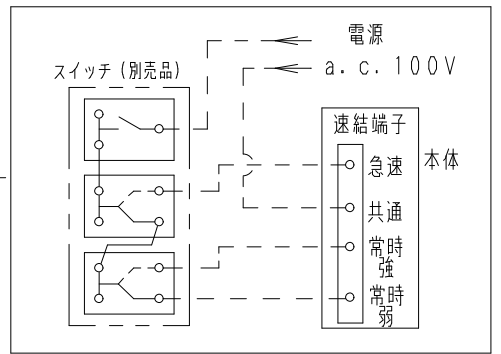 電源
a.c.100V
スイッチ(別売品)
速結端子
本体
急速
共通
常時
強
常時
弱